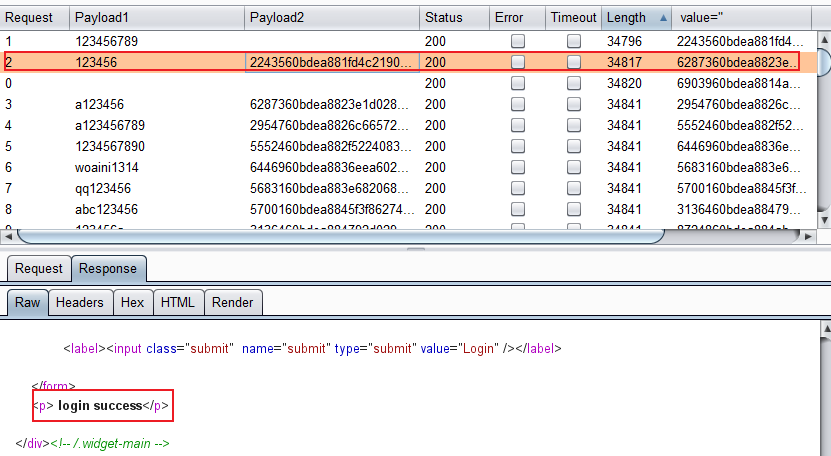 Request Payload1 Payload2 Status Error Timeout Length value="
1 123456789 200 34796 2243560bdea881fd4...
2 123456 2243560bdea881fd4c2190... 200 34817 6287360bdea8823e...
0 200 34820 6903960bdea8814a...
3 a123456 6287360bdea8823e1d028... 200 34841 2954760bdea8826c...
4 a123456789 2954760bdea8826c66572... 200 34841 5552460bdea882f52...
5 1234567890 5552460bdea882f5224083... 200 34841 6446960bdea8836e...
6 woaini1314 6446960bdea8836eea602... 200 34841 5683160bdea883e6...
7 qq123456 5683160bdea883e682068... 200 34841 5700160bdea8845f3f...
8 abc123456 5700160bdea8845f3f86274... 200 34841 3136460bdea88479...
Request Response
Raw Headers Hex HTML Render
<label><input class="submit" name="submit" type="submit" value="Login" /></label>
</form>
<p> login success</p>
</div><!-- /.widget-main -->